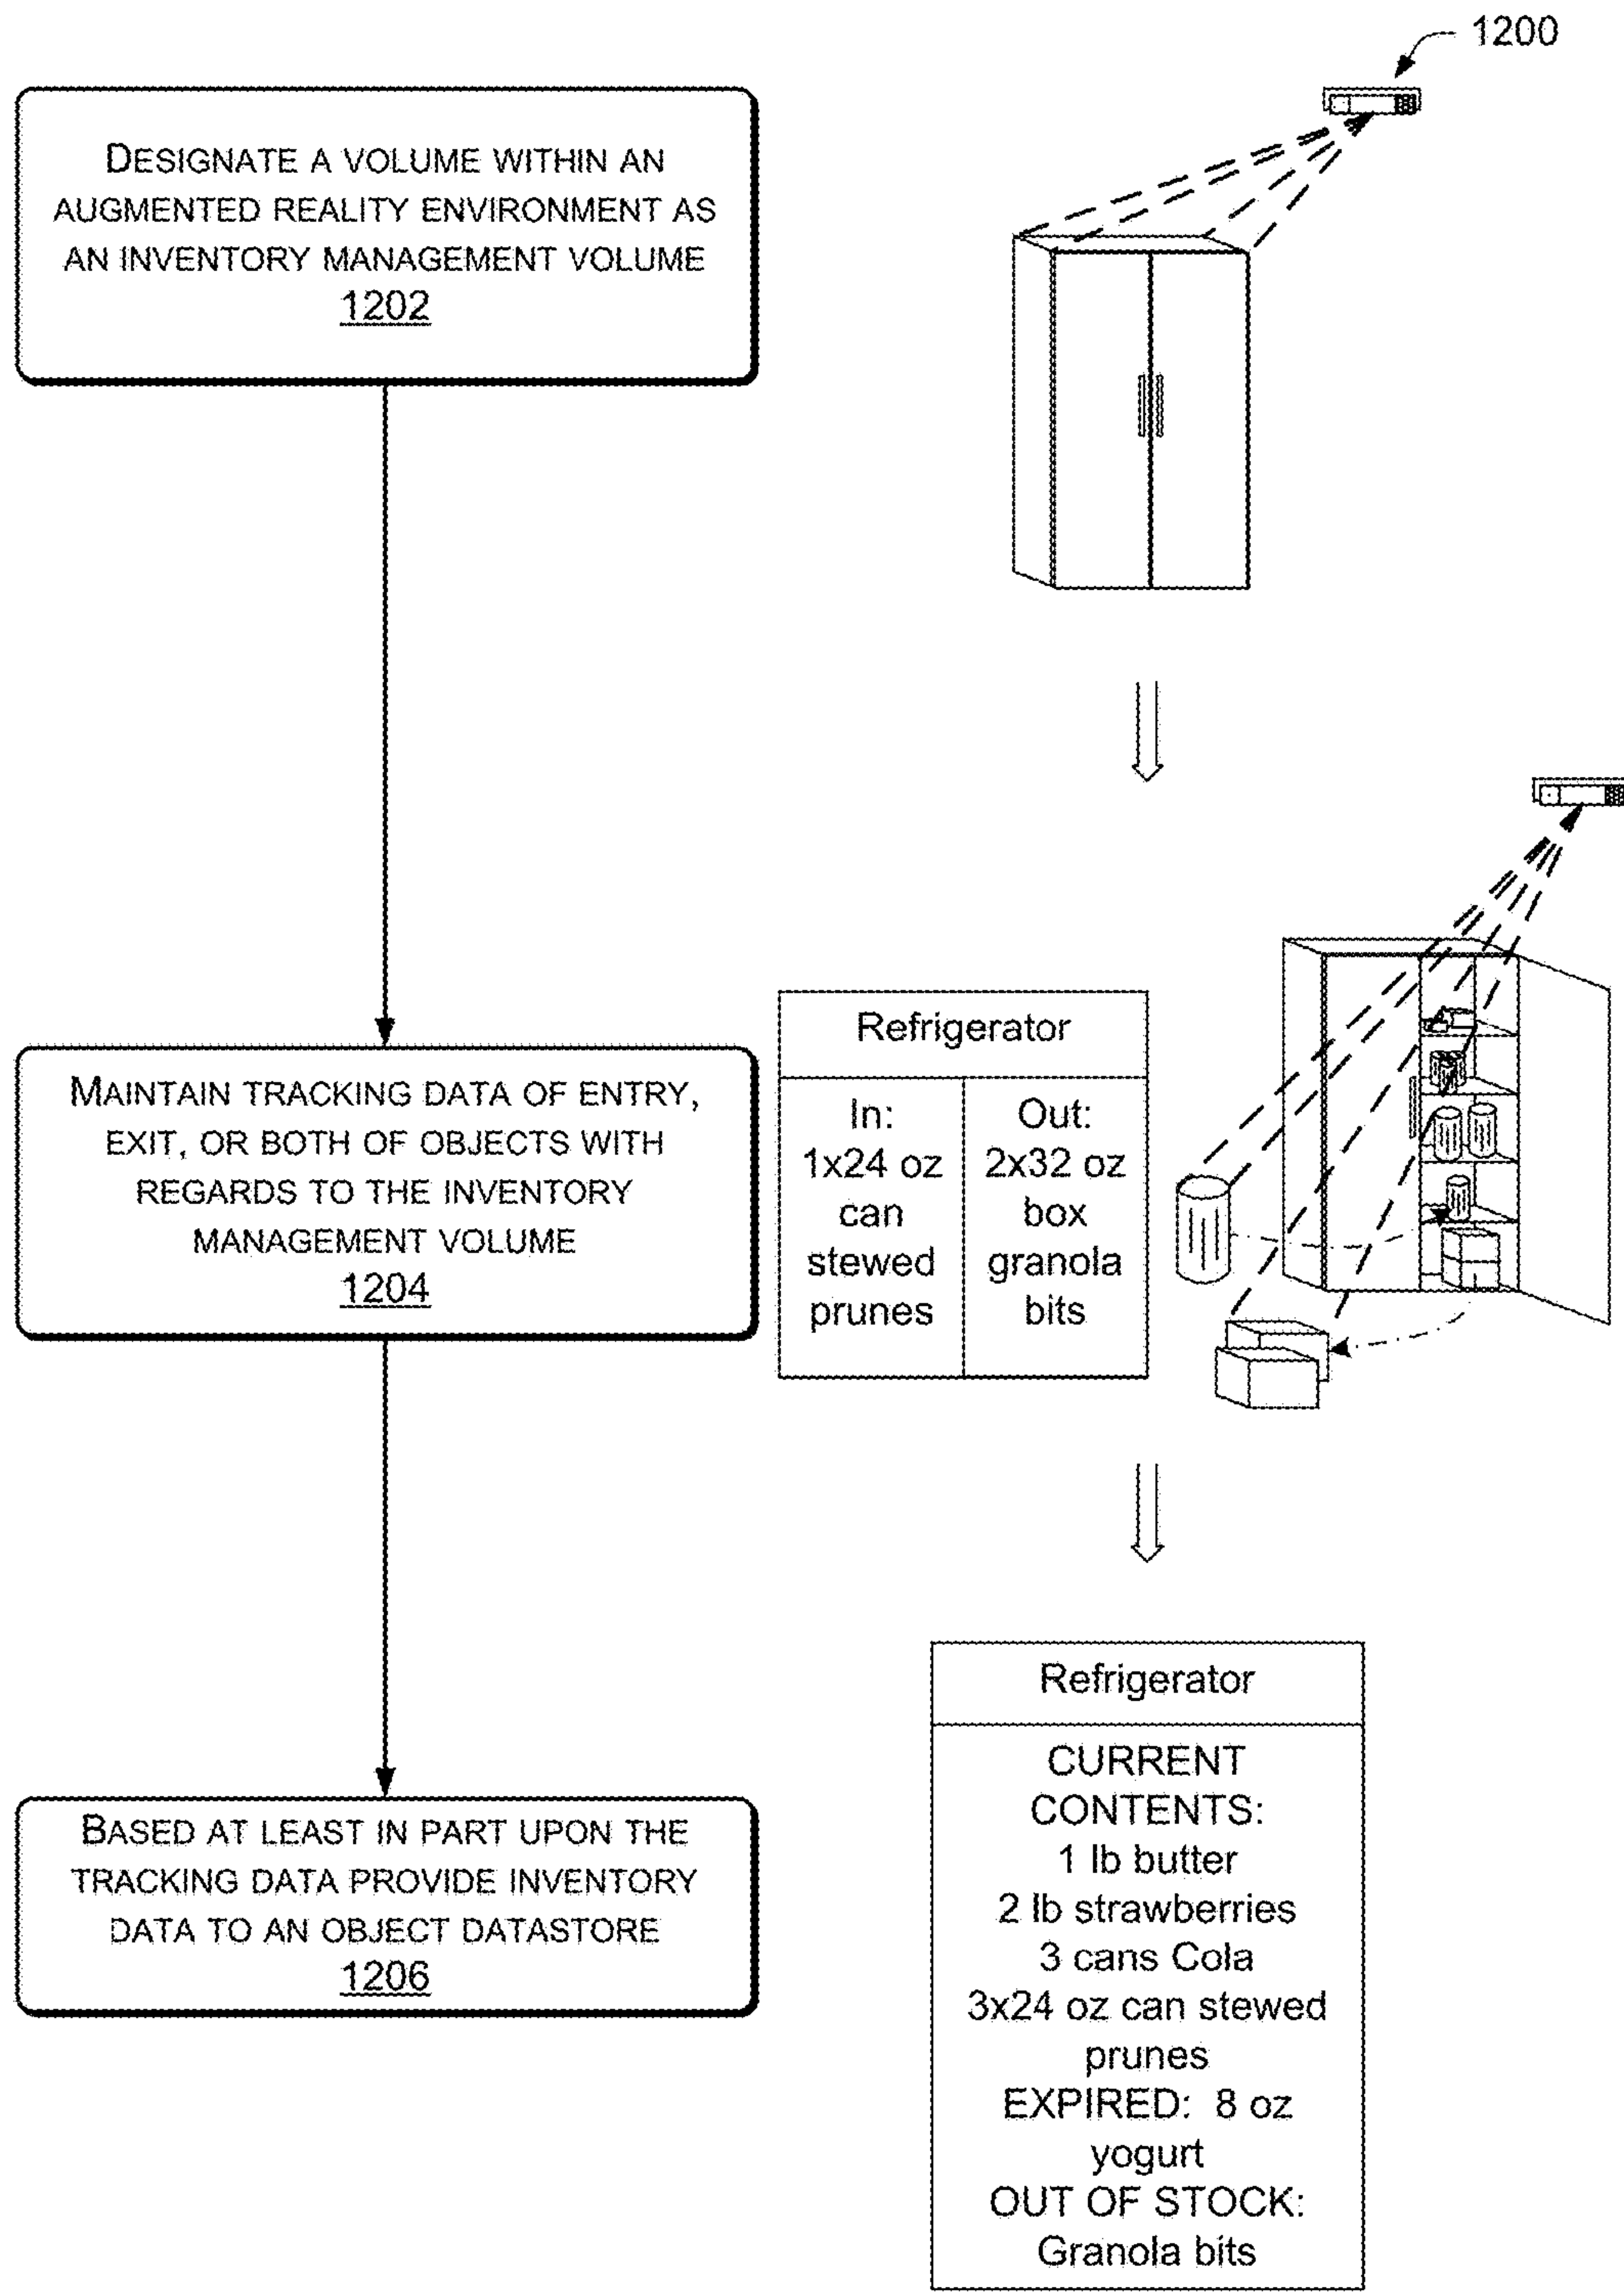 1200
DESIGNATE A VOLUME WITHIN AN
AUGMENTED REALITY ENVIRONMENT AS
AN INVENTORY MANAGEMENT VOLUME
1202
MAINTAIN TRACKING DATA OF ENTRY,
EXIT, OR BOTH OF OBJECTS WITH
REGARDS TO THE INVENTORY
MANAGEMENT VOLUME
1204
Refrigerator
In:
1x24 oz
can
stewed
prunes
Out:
2x32 oz
box
granola
bits
BASED AT LEAST IN PART UPON THE
TRACKING DATA PROVIDE INVENTORY
DATA TO AN OBJECT DATASTORE
1206
Refrigerator
CURRENT
CONTENTS:
1 lb butter
2 lb strawberries
3 cans Cola
3x24 oz can stewed
prunes
EXPIRED: 8 oz
yogurt
OUT OF STOCK:
Granola bits